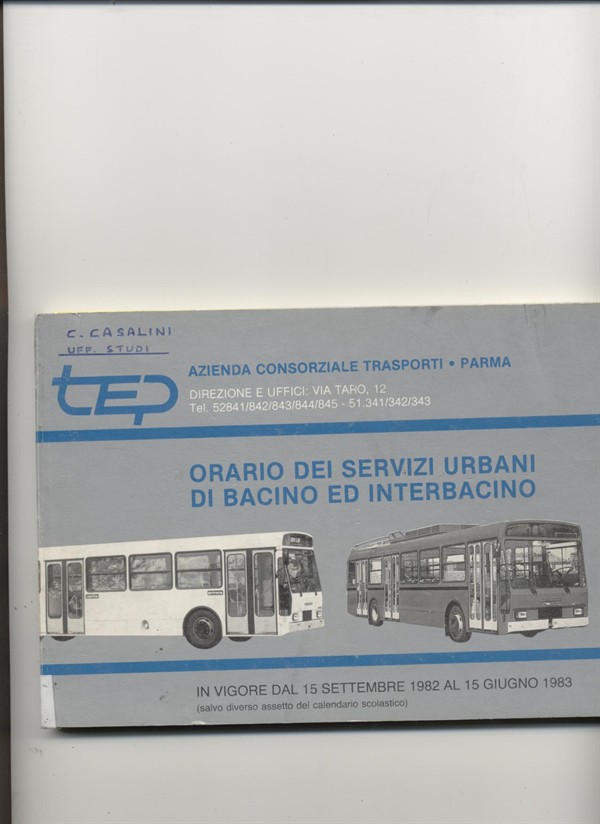 C. CASALINI
UFF. STUDI
tep
AZIENDA CONSORZIALE TRASPORTI • PARMA
DIREZIONE E UFFICI: VIA TARO, 12
Tel. 52841/842/843/844/845 - 51.341/342/343
ORARIO DEI SERVIZI URBANI
DI BACINO ED INTERBACINO
IN VIGORE DAL 15 SETTEMBRE 1982 AL 15 GIUGNO 1983
(salvo diverso assetto del calendario scolastico)